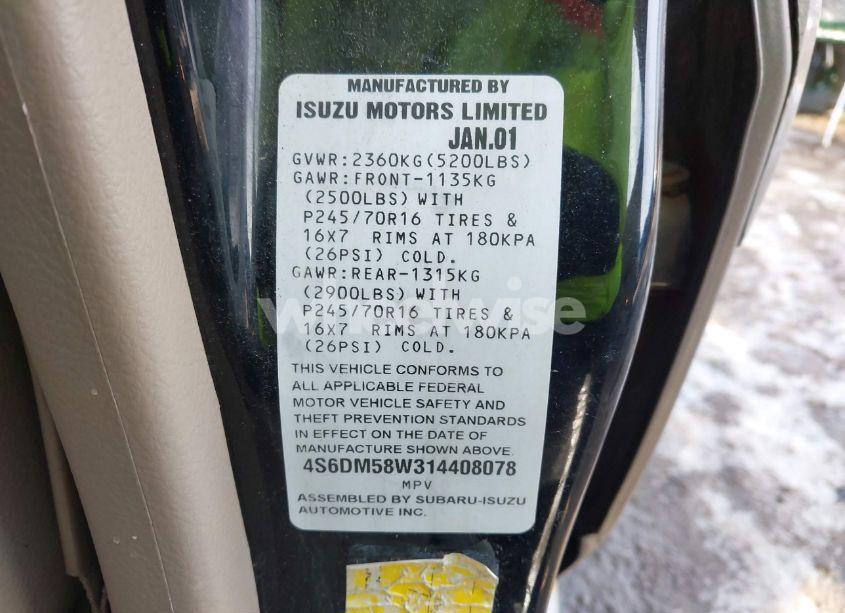 MANUFACTURED BY
ISUZU MOTORS LIMITED
JAN.01
GVWR:2360KG(5200LBS)
GAWR:FRONT-1135KG
(2500LBS) WITH
P245/70R16 TIRES &
16X7 RIMS AT 180KPA
(26PSI) COLD.
GAWR:REAR-1315KG
(2900LBS) WITH
P245/70R16 TIRES &
16X7 RIMS AT 180KPA
(26PSI) COLD.
THIS VEHICLE CONFORMS TO
ALL APPLICABLE FEDERAL
MOTOR VEHICLE SAFETY AND
THEFT PREVENTION STANDARDS
IN EFFECT ON THE DATE OF
MANUFACTURE SHOWN ABOVE.
4S6DM58W314408078
MPV
ASSEMBLED BY SUBARU-ISUZU
AUTOMOTIVE INC.